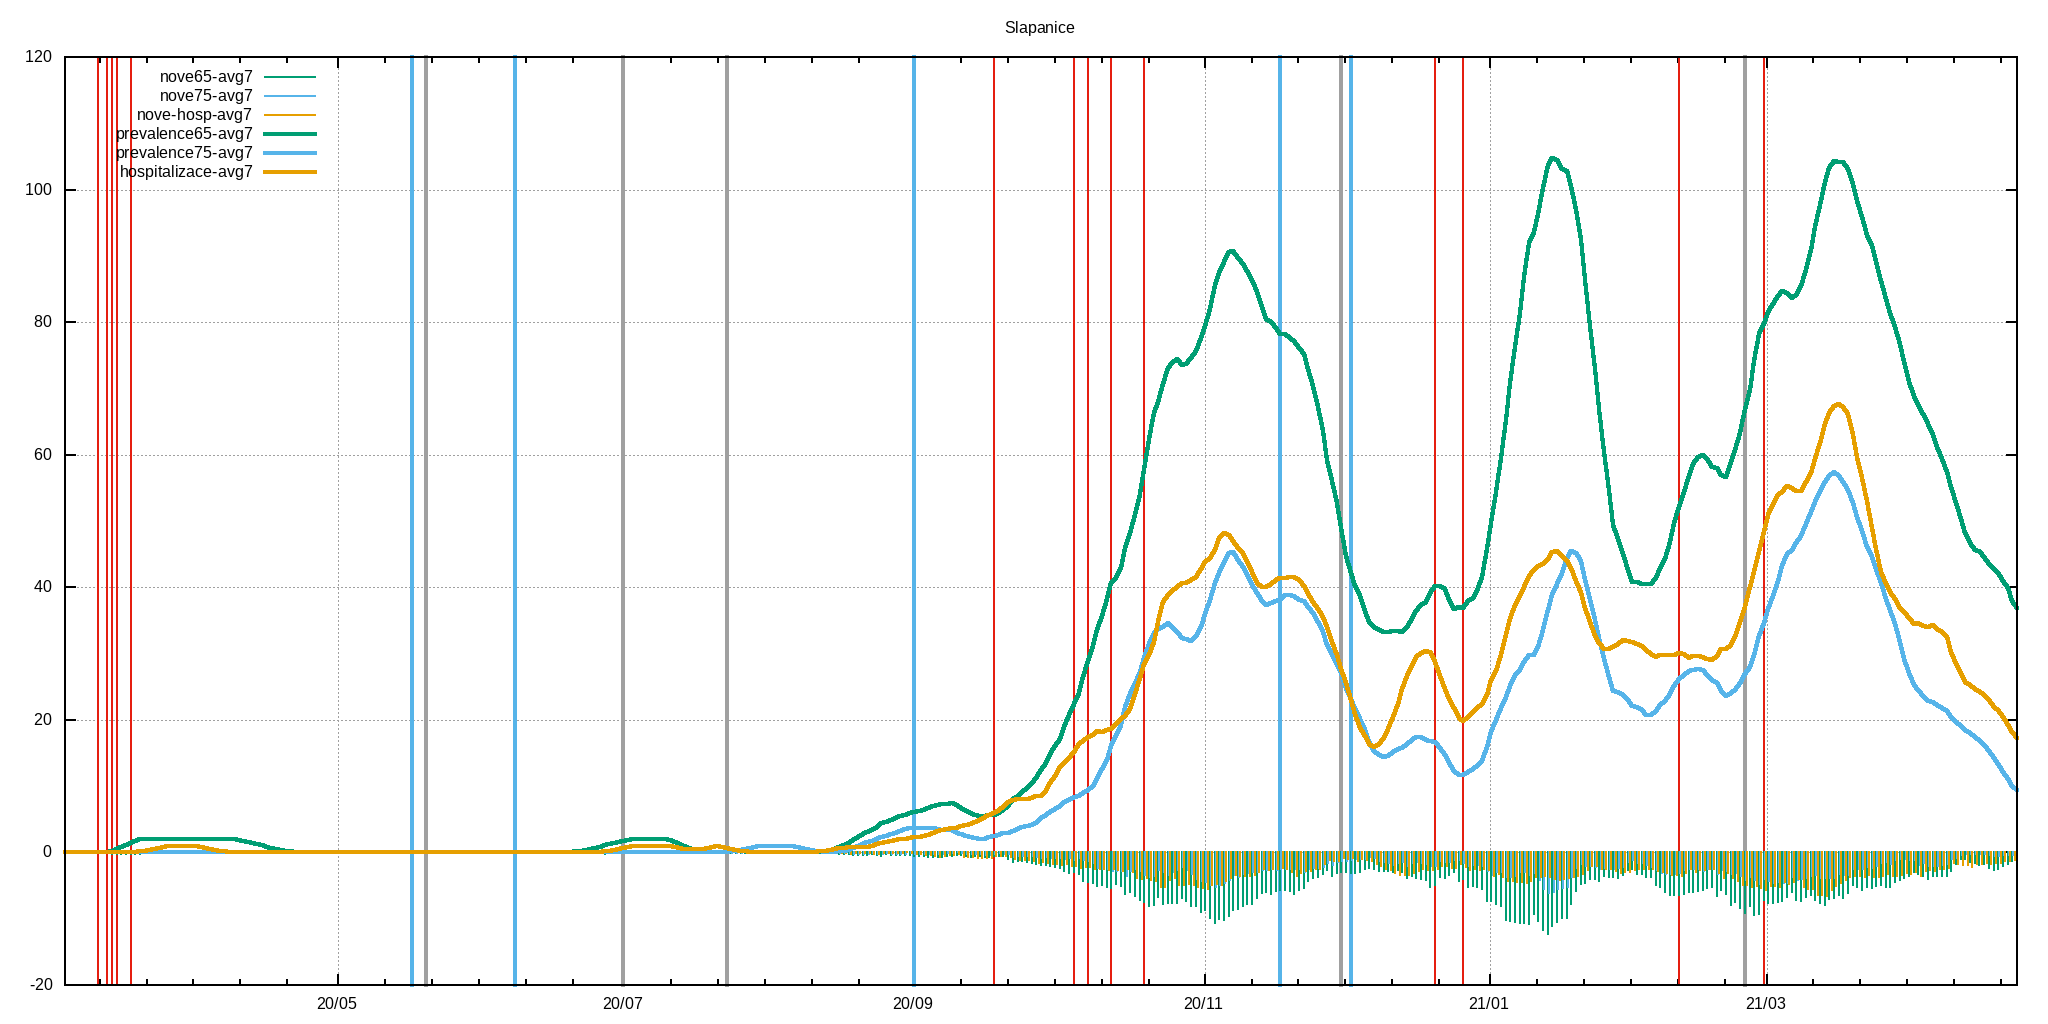 Slapanice
120
100
80
60
40
20
0
-20
nove65-avg7
nove75-avg7
nove-hosp-avg7
prevalence65-avg7
prevalence75-avg7
hospitalizace-avg7
20/05 20/07 20/09 20/11 21/01 21/03